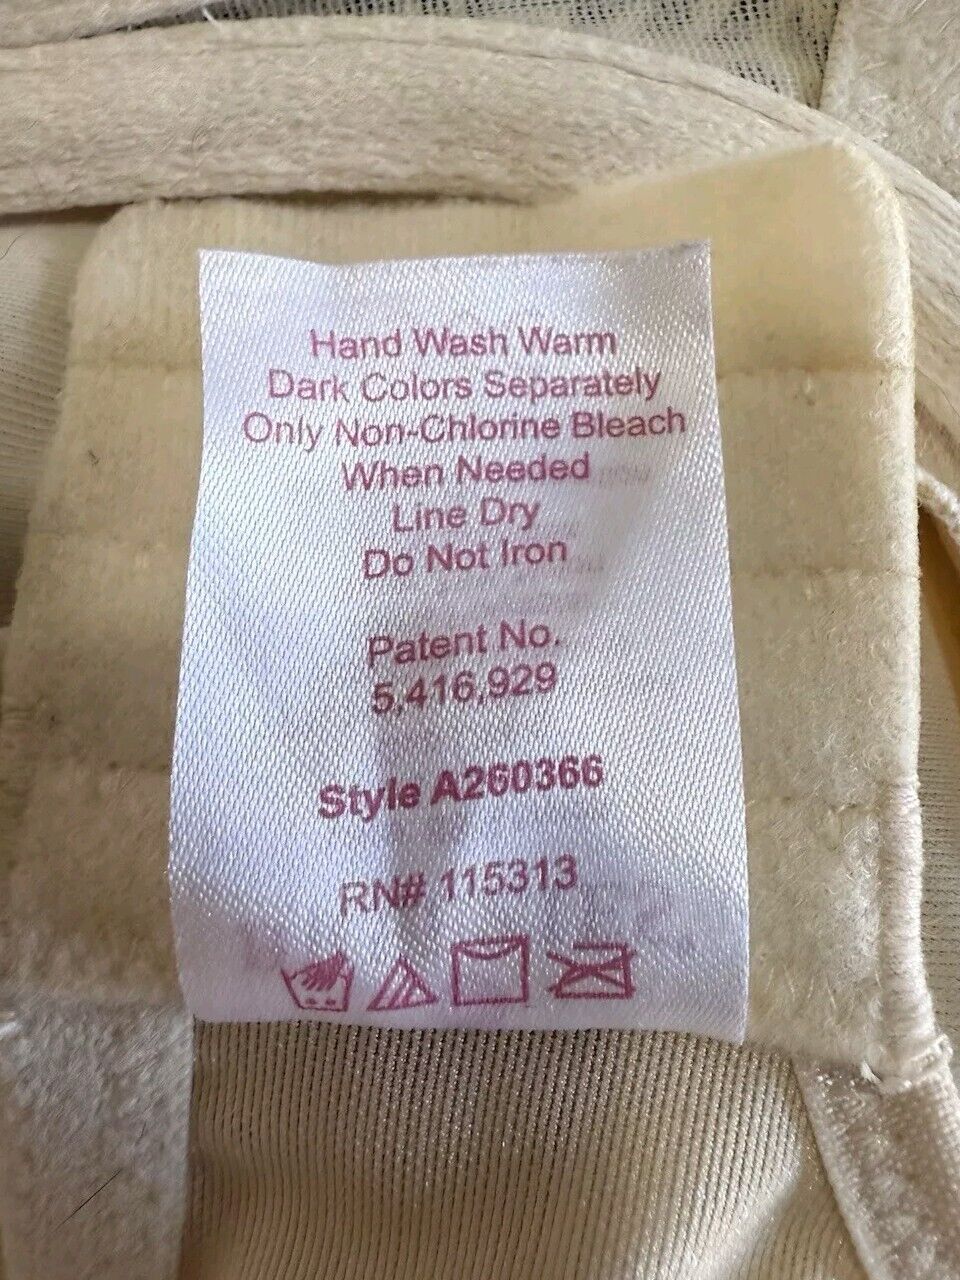 Hand Wash Warm
Dark Colors Separately
Only Non-Chlorine Bleach
When Needed
Line Dry
Do Not Iron
Patent No.
5,416,929
Style A260366
RN# 115313